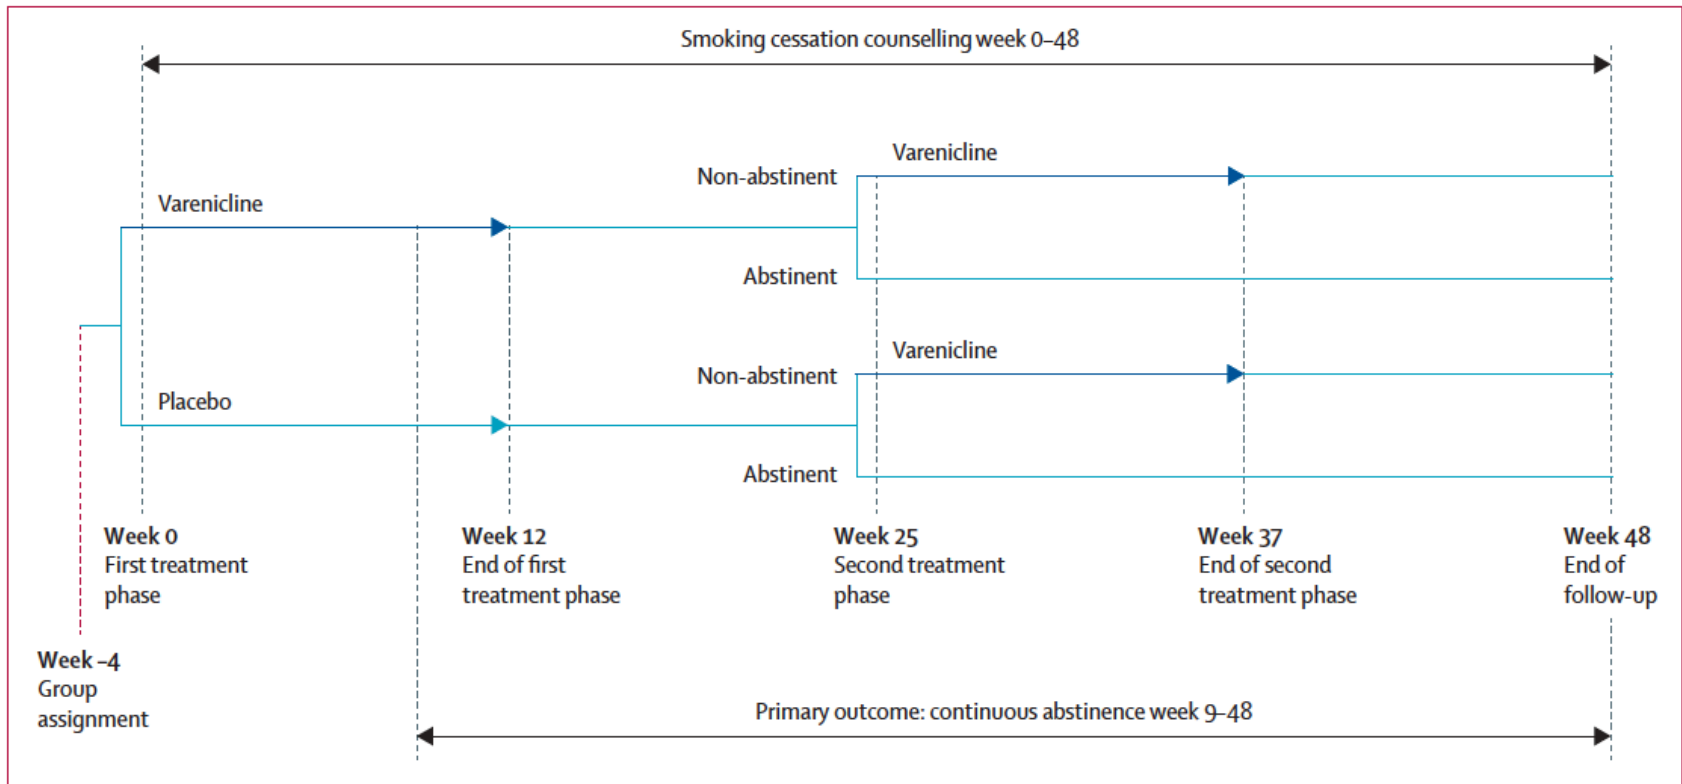 Smoking cessation counselling week 0–48
Varenicline
Non-abstinent
Varenicline
Abstinent
Varenicline
Non-abstinent
Placebo
Abstinent
Week 0
First treatment
phase
Week 12
End of first
treatment phase
Week 25
Second treatment
phase
Week 37
End of second
treatment phase
Week 48
End of
follow-up
Week –4
Group
assignment
Primary outcome: continuous abstinence week 9–48